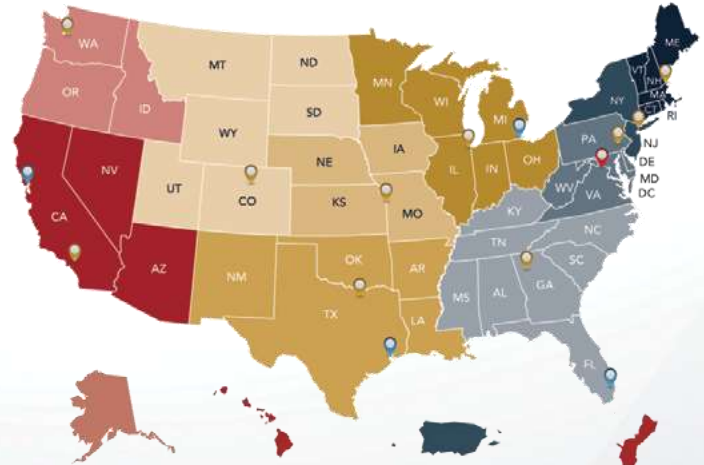 WA
MT
ND
MN
ME
OR
ID
SD
WI
MI
VT
NH
MA
NY
CT
RI
WY
IA
PA
NJ
NE
IL
IN
OH
DE
MD
DC
NV
UT
CO
KS
MO
WV
VA
KY
CA
TN
NC
AZ
NM
OK
AR
SC
MS
AL
GA
TX
LA
FL